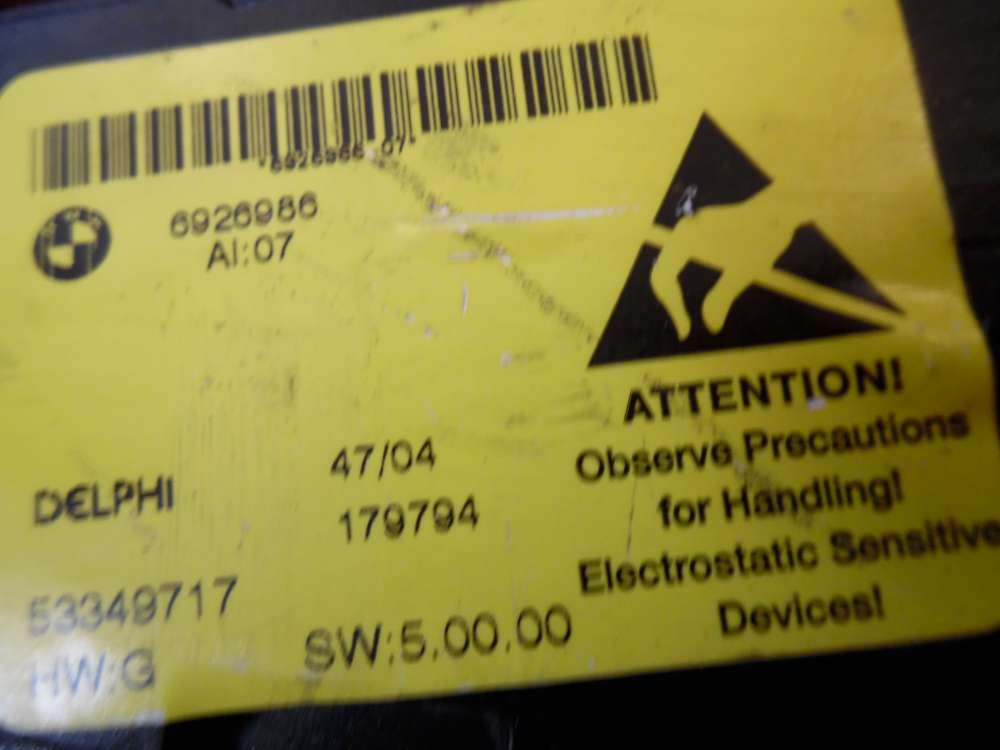 *6926986 07*
6926986
AI:07
DELPHI
47/04
179794
53349717
HW:G
SW:5.00.00
ATTENTION!
Observe Precautions
for Handling!
Electrostatic Sensitive
Devices!